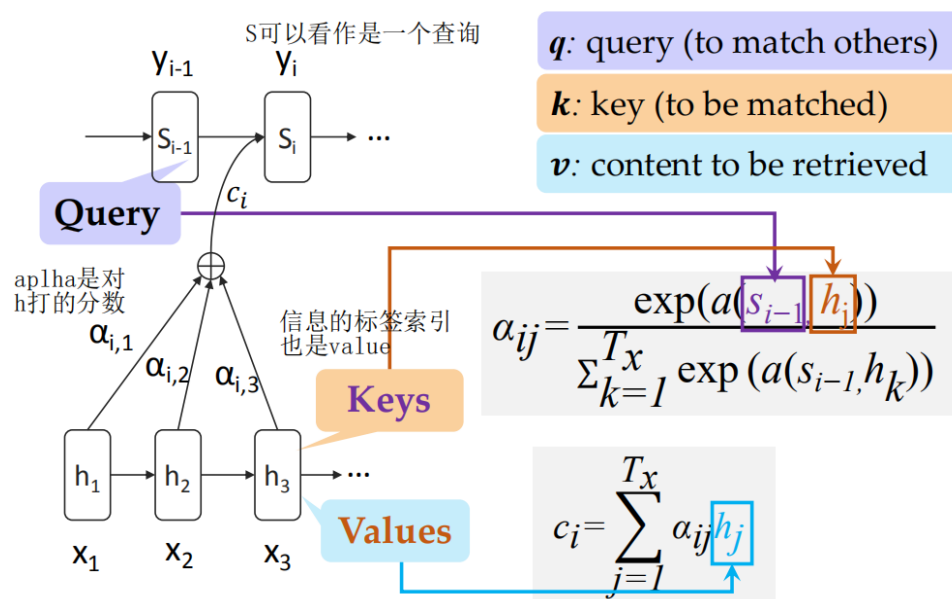 S可以看作是一个查询
y_{i-1} y_i
S_{i-1} S_i ...
c_i
Query
q: query (to match others)
k: key (to be matched)
v: content to be retrieved
aplha是对
h打的分数
α_{i,1} α_{i,2} α_{i,3}
信息的标签索引
也是value
Keys
h_1 h_2 h_3 ...
Values
x_1 x_2 x_3
α_{ij} = \frac{exp(a(s_{i-1}, h_j))}{Σ_{k=1}^{T_x} exp(a(s_{i-1}, h_k))}
c_i = \sum_{j=1}^{T_x} α_{ij} h_j